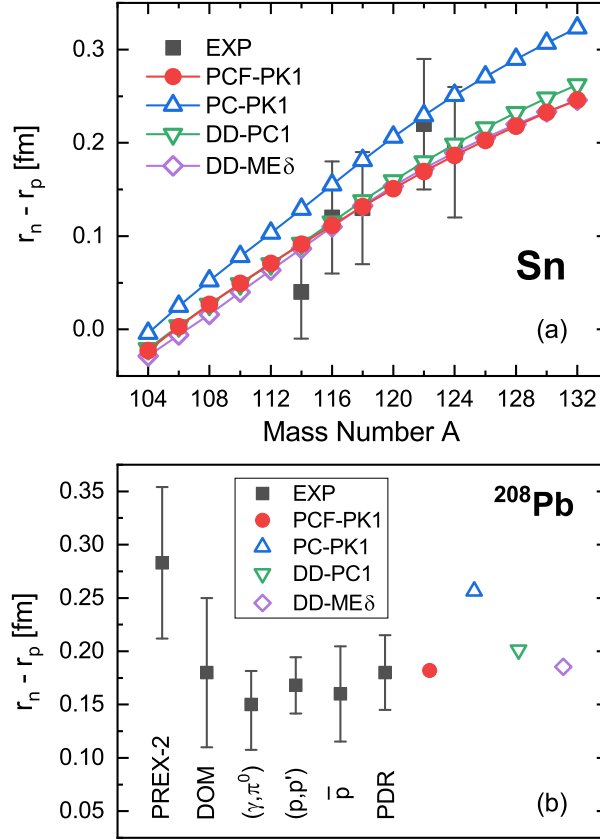 0.3
0.2
0.1
0.0
r_n - r_p [fm]
EXP
PCF-PK1
PC-PK1
DD-PC1
DD-MEδ
Sn
(a)
104 108 112 116 120 124 128 132
Mass Number A
0.35
0.30
0.25
0.20
0.15
0.10
0.05
r_n - r_p [fm]
EXP
PCF-PK1
PC-PK1
DD-PC1
DD-MEδ
²⁰⁸Pb
PREX-2
DOM
(γ,π⁰)
(p,p')
p̅
PDR
(b)